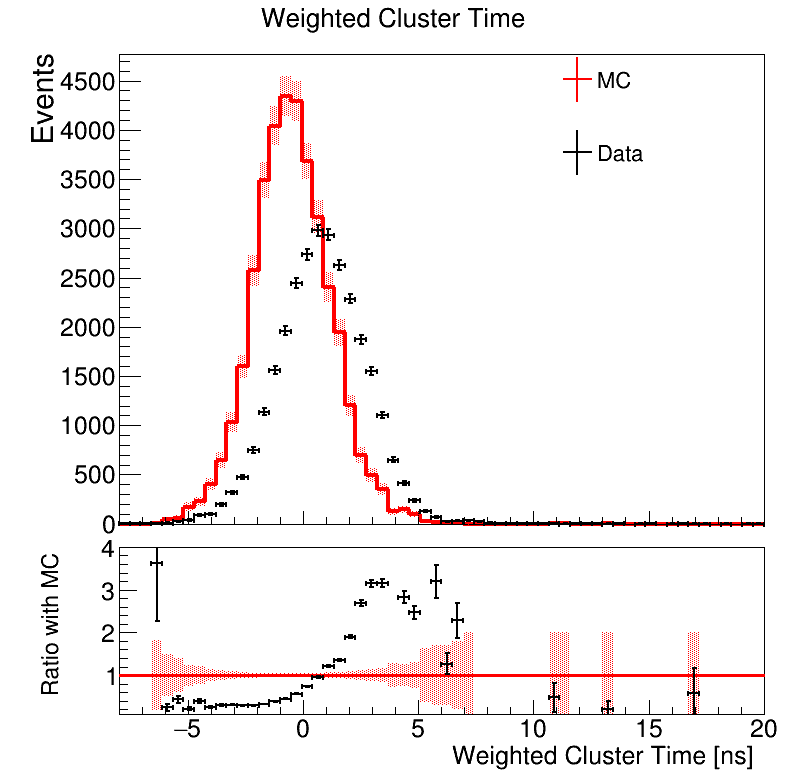 Weighted Cluster Time
Events
4500
4000
3500
3000
2500
2000
1500
1000
500
0
MC
Data
Ratio with MC
4
3
2
1
−5 0 5 10 15 20
Weighted Cluster Time [ns]